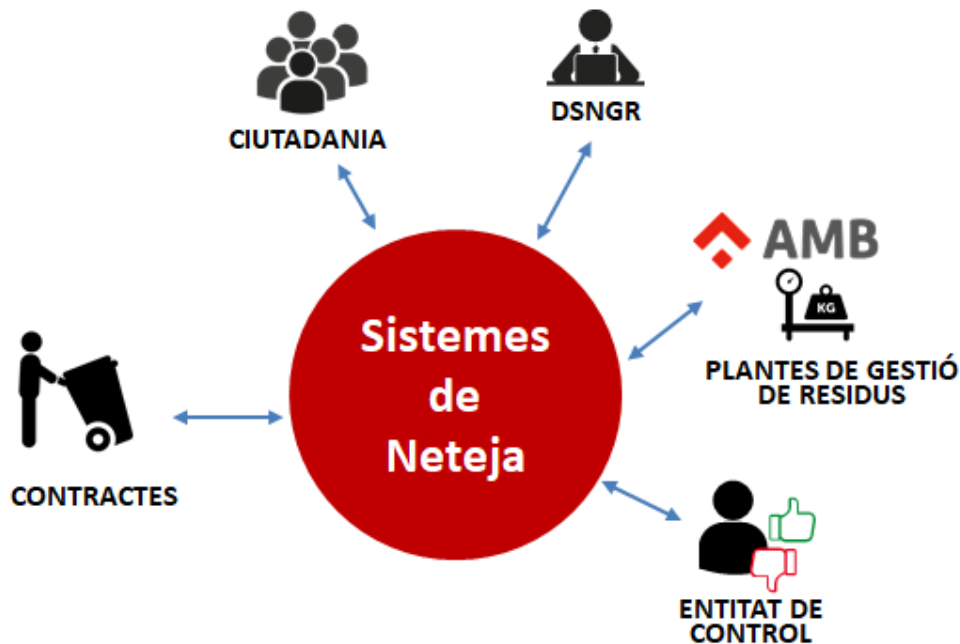 CIUTADANIA
DSNGR
AMB
KG
PLANTES DE GESTIÓ
DE RESIDUS
Sistemes
de
Neteja
CONTRACTES
ENTITAT DE
CONTROL